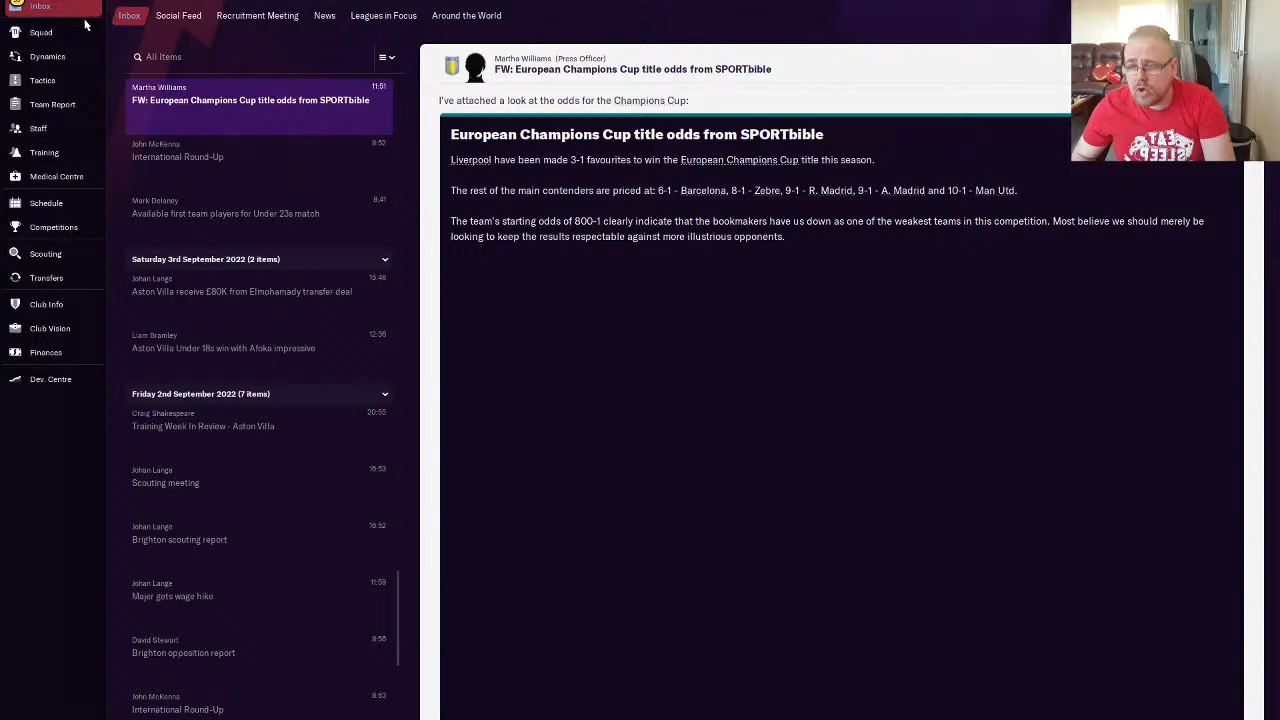 Inbox
Squad
Dynamics
Tactics
Team Report
Staff
Training
Medical Centre
Schedule
Competitions
Scouting
Transfers
Club Info
Club Vision
Finances
Dev. Centre
Inbox Social Feed Recruitment Meeting News Leagues in Focus Around the World
All Items
Martha Williams 11:51
FW: European Champions Cup title odds from SPORTbible
John McKenna 8:52
International Round-Up
Mark Delaney 8:41
Available first team players for Under 23s match
Saturday 3rd September 2022 (2 items)
Johan Lange 15:46
Aston Villa receive £80K from Elmohamady transfer deal
Liam Bramley 12:36
Aston Villa Under 18s win with Afoka impressive
Friday 2nd September 2022 (7 items)
Craig Shakespeare 20:55
Training Week In Review - Aston Villa
Johan Lange 16:53
Scouting meeting
Johan Lange 16:52
Brighton scouting report
Johan Lange 11:59
Majer gets wage hike
David Stewart 8:56
Brighton opposition report
John McKenna 8:53
International Round-Up
Martha Williams (Press Officer)
FW: European Champions Cup title odds from SPORTbible
I've attached a look at the odds for the Champions Cup:
European Champions Cup title odds from SPORTbible
Liverpool have been made 3-1 favourites to win the European Champions Cup title this season.
The rest of the main contenders are priced at: 6-1 - Barcelona, 8-1 - Zebre, 9-1 - R. Madrid, 9-1 - A. Madrid and 10-1 - Man Utd.
The team's starting odds of 800-1 clearly indicate that the bookmakers have us down as one of the weakest teams in this competition. Most believe we should merely be
looking to keep the results respectable against more illustrious opponents.
EAT
SLEEP